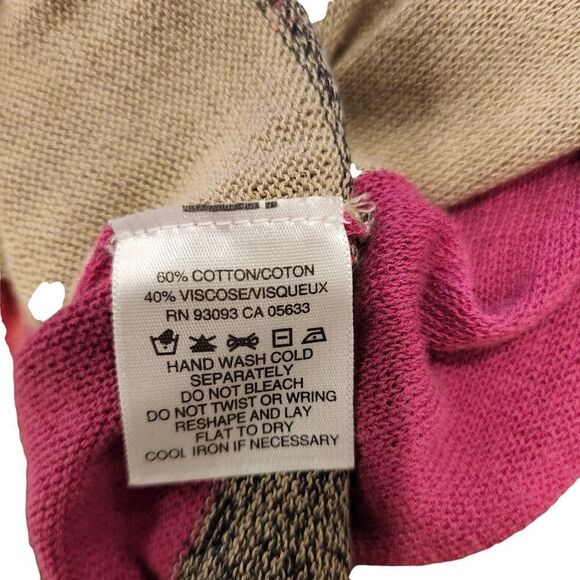 60% COTTON/COTON
40% VISCOSE/VISQUEUX
RN 93093 CA 05633
HAND WASH COLD
SEPARATELY
DO NOT BLEACH
DO NOT TWIST OR WRING
RESHAPE AND LAY
FLAT TO DRY
COOL IRON IF NECESSARY